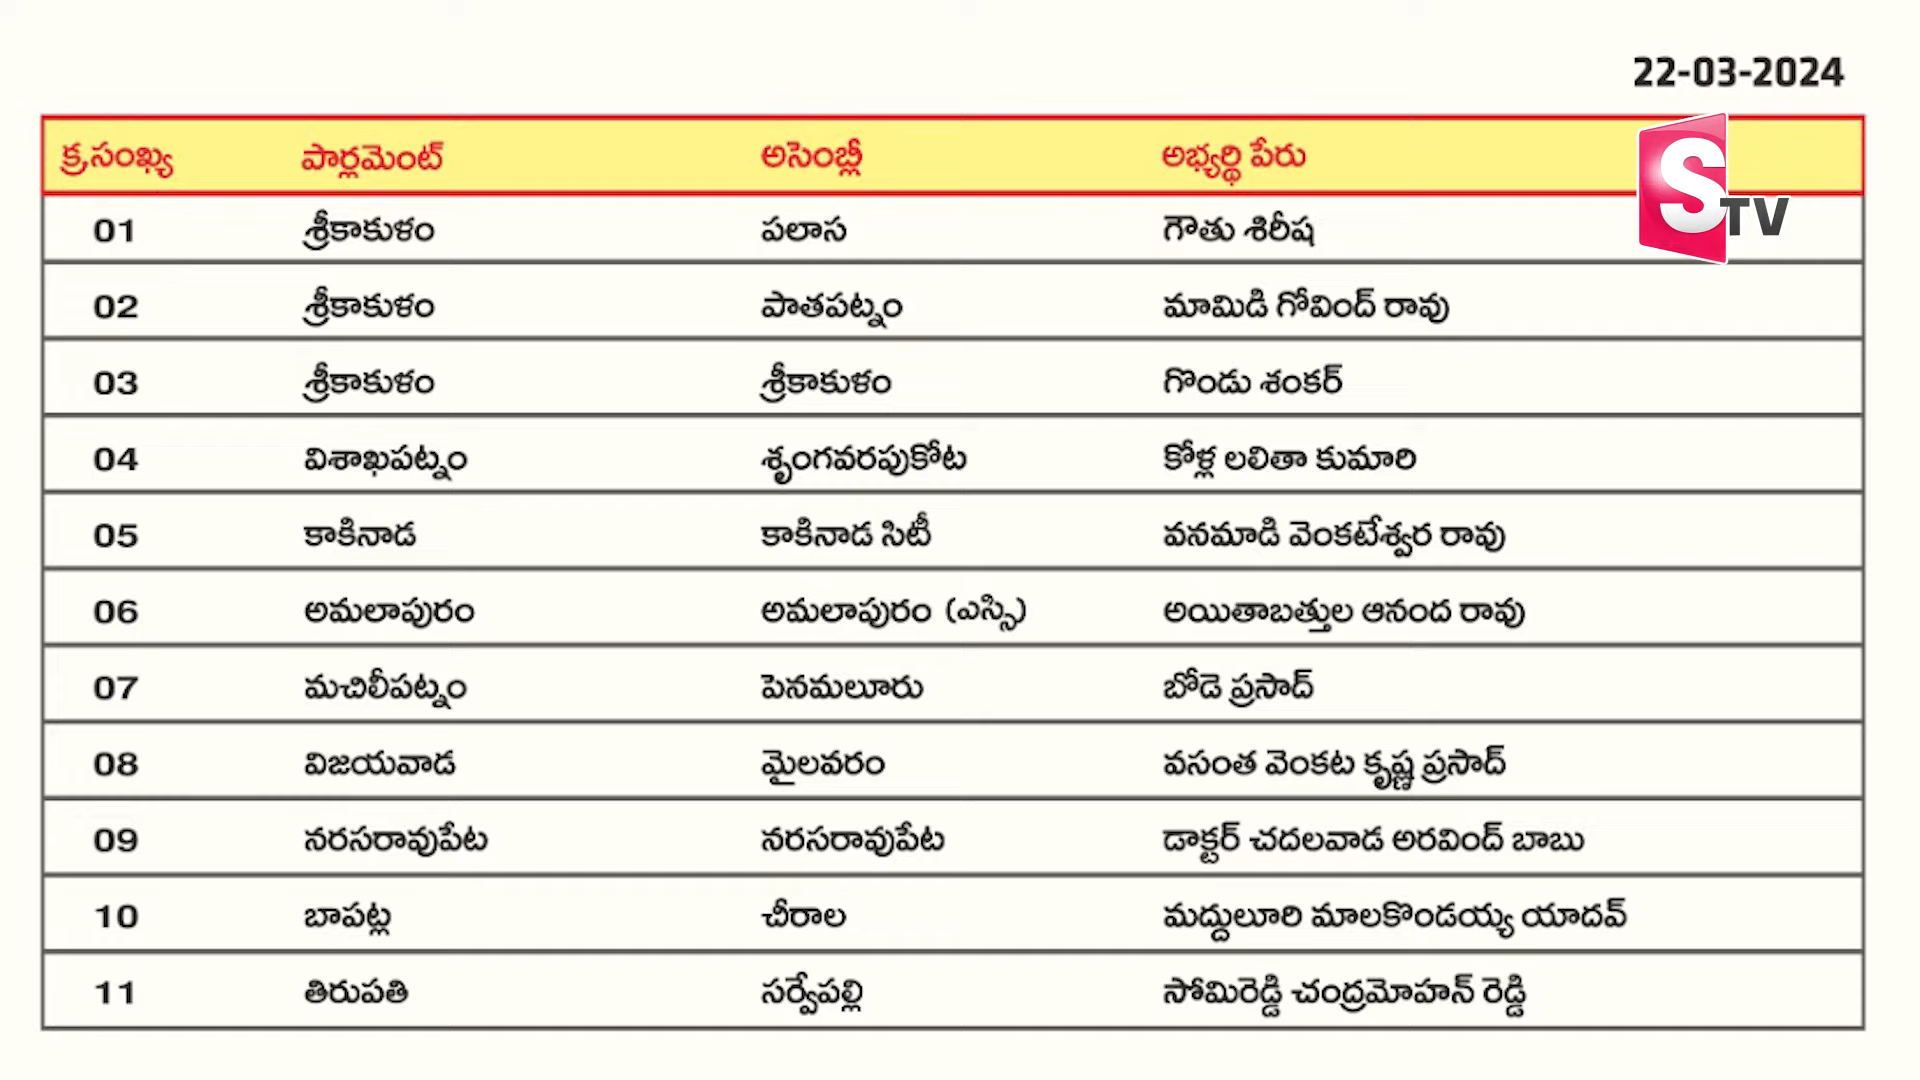 22-03-2024
క్ర.సంఖ్య పార్లమెంట్ అసెంబ్లీ అభ్యర్థి పేరు
S TV
01 శ్రీకాకుళం పలాస గౌతు శిరీష
02 శ్రీకాకుళం పాతపట్నం మామిడి గోవింద్ రావు
03 శ్రీకాకుళం శ్రీకాకుళం గొండు శంకర్
04 విశాఖపట్నం శృంగవరపుకోట కోళ్ల లలితా కుమారి
05 కాకినాడ కాకినాడ సిటీ వనమాడి వెంకటేశ్వర రావు
06 అమలాపురం అమలాపురం (ఎస్సి) అయితాబత్తుల ఆనంద రావు
07 మచిలీపట్నం పెనమలూరు బోడె ప్రసాద్
08 విజయవాడ మైలవరం వసంత వెంకట కృష్ణ ప్రసాద్
09 నరసరావుపేట నరసరావుపేట డాక్టర్ చదలవాడ అరవింద్ బాబు
10 బాపట్ల చీరాల మద్దులూరి మాలకొండయ్య యాదవ్
11 తిరుపతి సర్వేపల్లి సోమిరెడ్డి చంద్రమోహన్ రెడ్డి